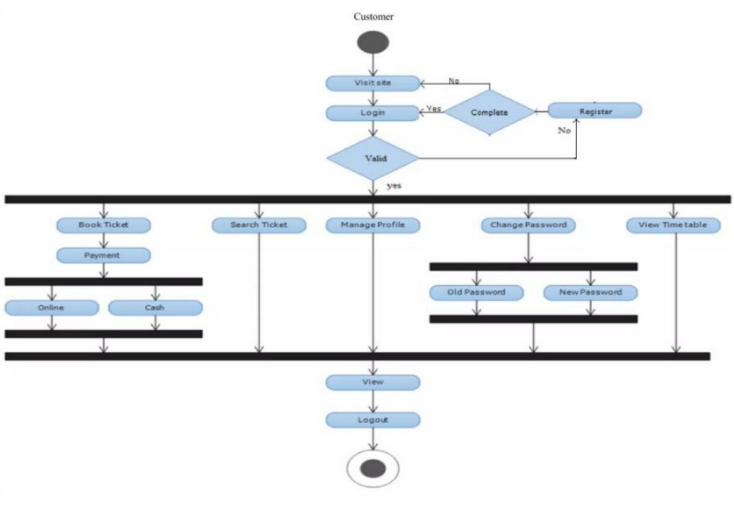 Customer
Visit site
No
Login
Yes
Complete
Register
No
Valid
yes
Book Ticket
Search Ticket
Manage Profile
Change Password
View Time table
Payment
Old Password
New Password
Online
Cash
View
Logout